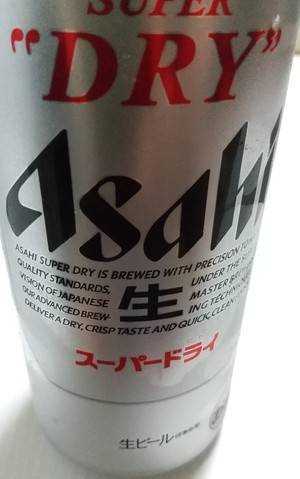 SUPER
"DRY"
Asahi
ASAHI SUPER DRY IS BREWED WITH PRECISION TO
QUALITY STANDARDS, UNDER THE
VISION OF JAPANESE MASTER
OUR ADVANCED BREW-ING
DELIVER A DRY, CRISP TASTE AND QUICK, CLEAN
生
スーパードライ
生ビール